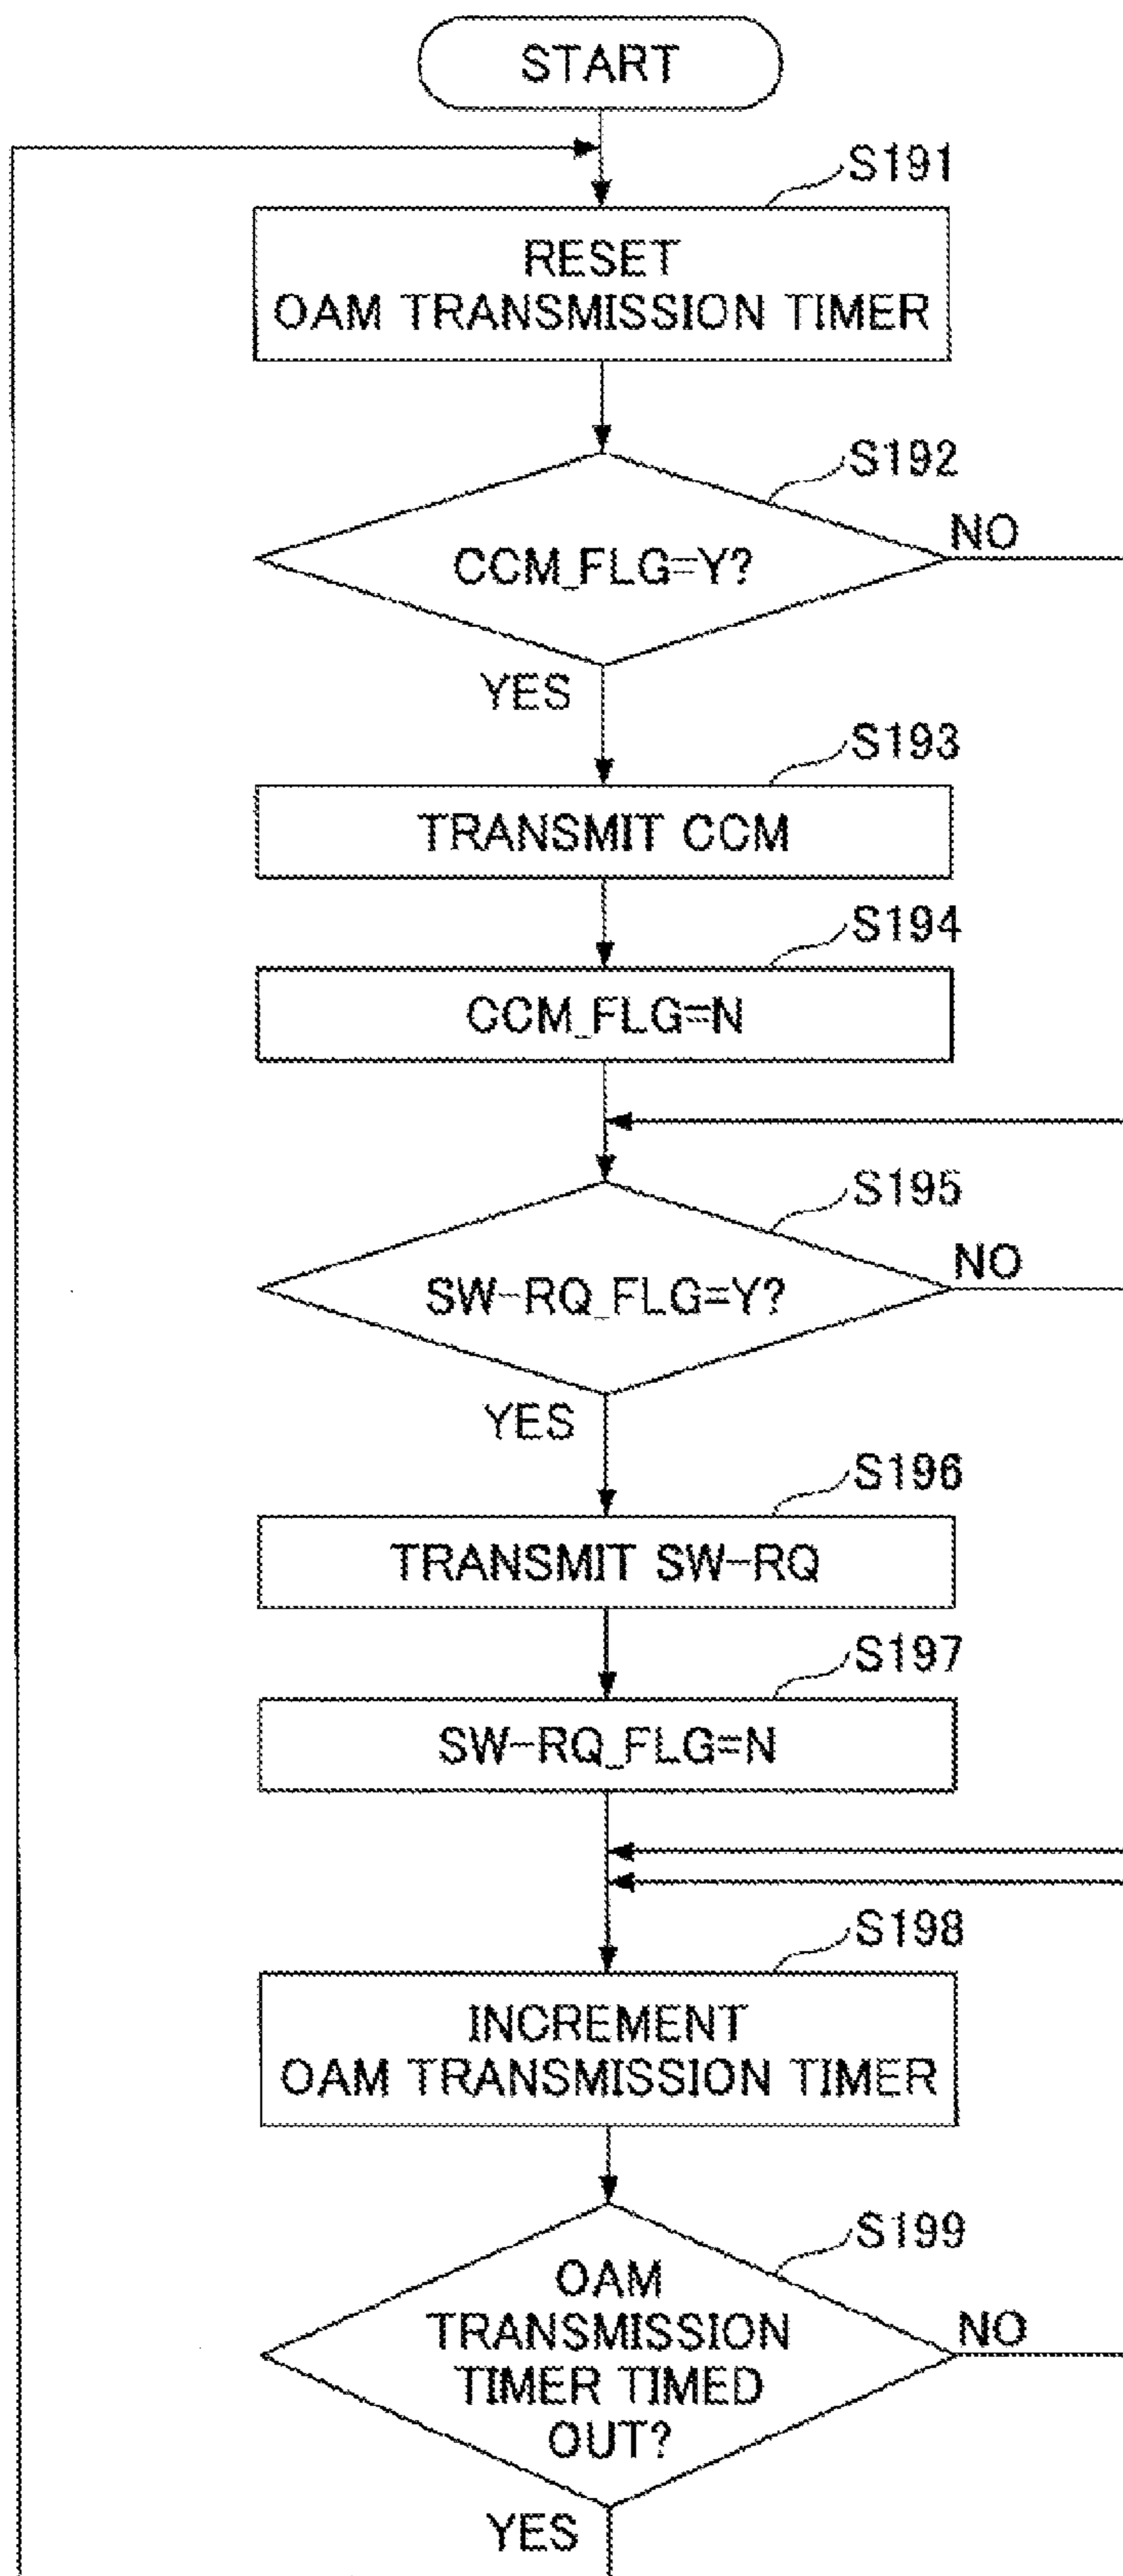 START
S191
RESET
OAM TRANSMISSION TIMER
S192
CCM_FLG=Y?
NO
YES
S193
TRANSMIT CCM
S194
CCM_FLG=N
S195
SW-RQ_FLG=Y?
NO
YES
S196
TRANSMIT SW-RQ
S197
SW-RQ_FLG=N
S198
INCREMENT
OAM TRANSMISSION TIMER
S199
OAM
TRANSMISSION
TIMER TIMED
OUT?
NO
YES